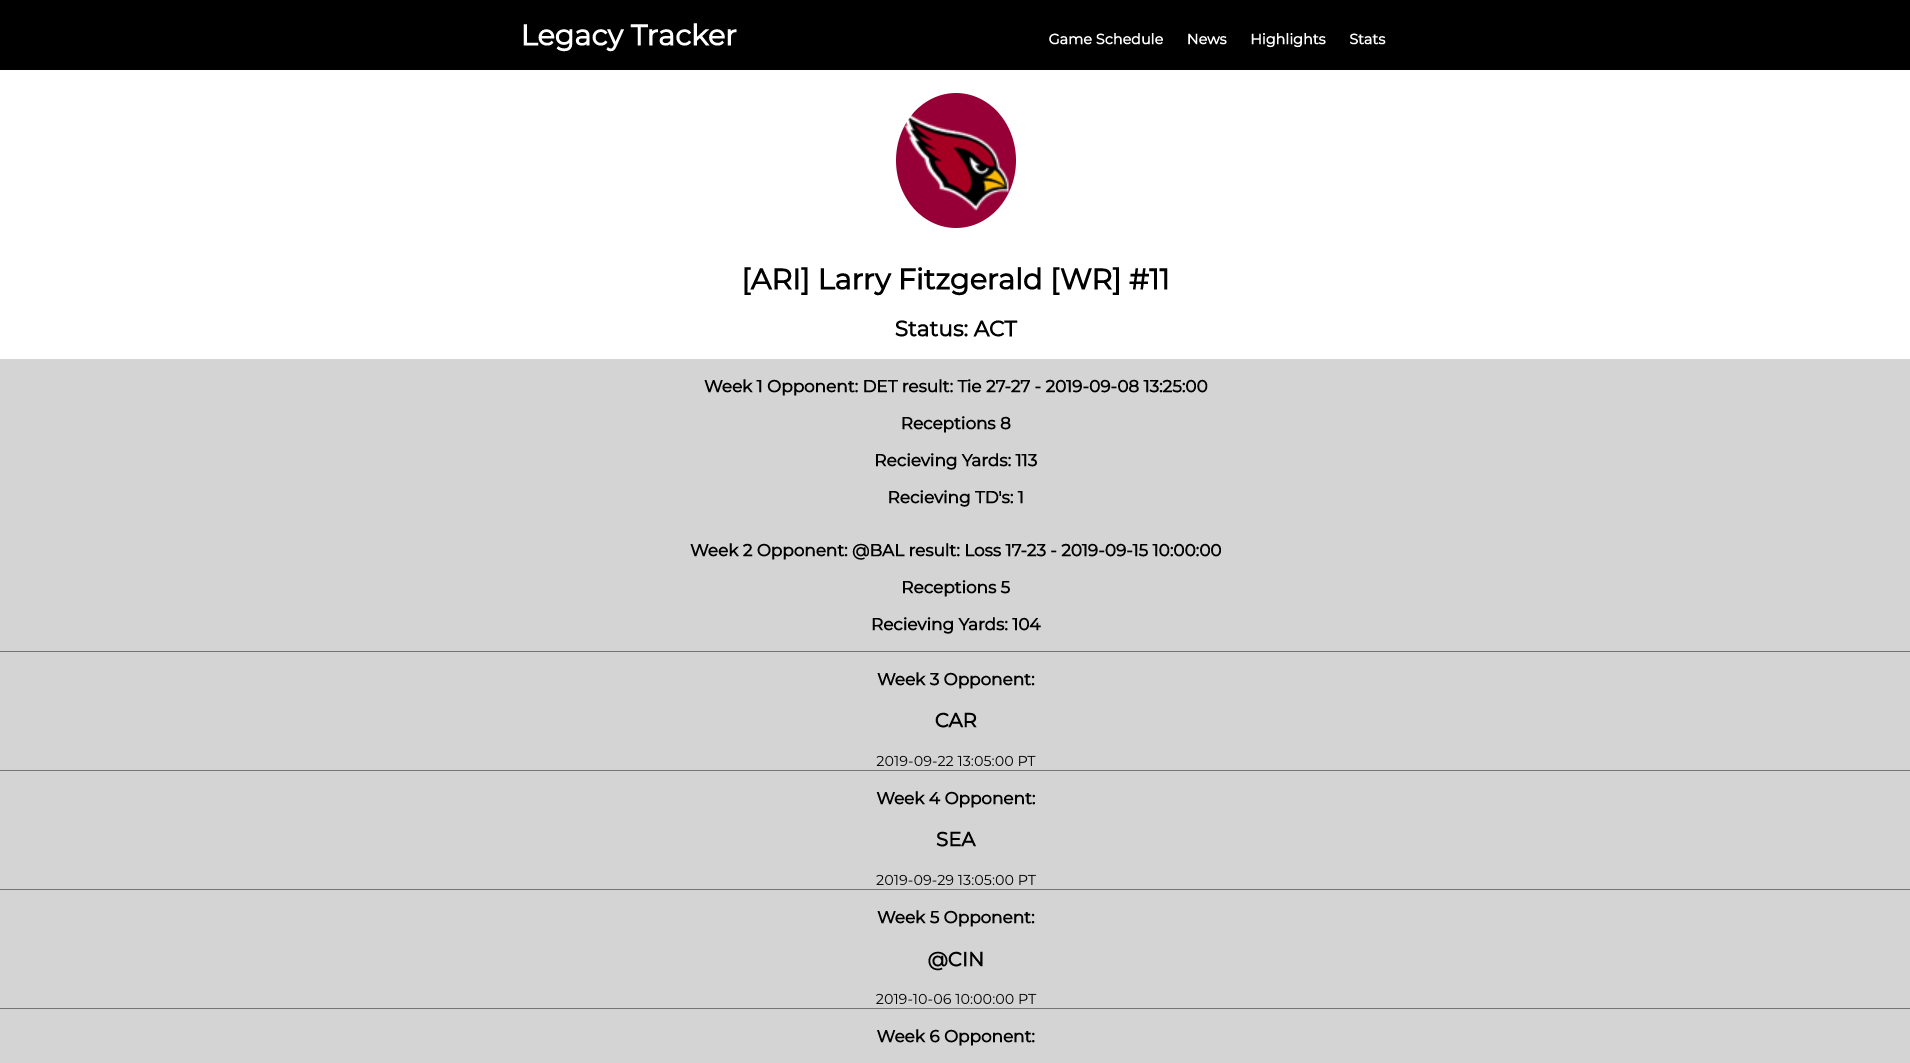 Legacy Tracker
Game Schedule News Highlights Stats
[ARI] Larry Fitzgerald [WR] #11
Status: ACT
Week 1 Opponent: DET result: Tie 27-27 - 2019-09-08 13:25:00
Receptions 8
Recieving Yards: 113
Recieving TD's: 1
Week 2 Opponent: @BAL result: Loss 17-23 - 2019-09-15 10:00:00
Receptions 5
Recieving Yards: 104
Week 3 Opponent:
CAR
2019-09-22 13:05:00 PT
Week 4 Opponent:
SEA
2019-09-29 13:05:00 PT
Week 5 Opponent:
@CIN
2019-10-06 10:00:00 PT
Week 6 Opponent: